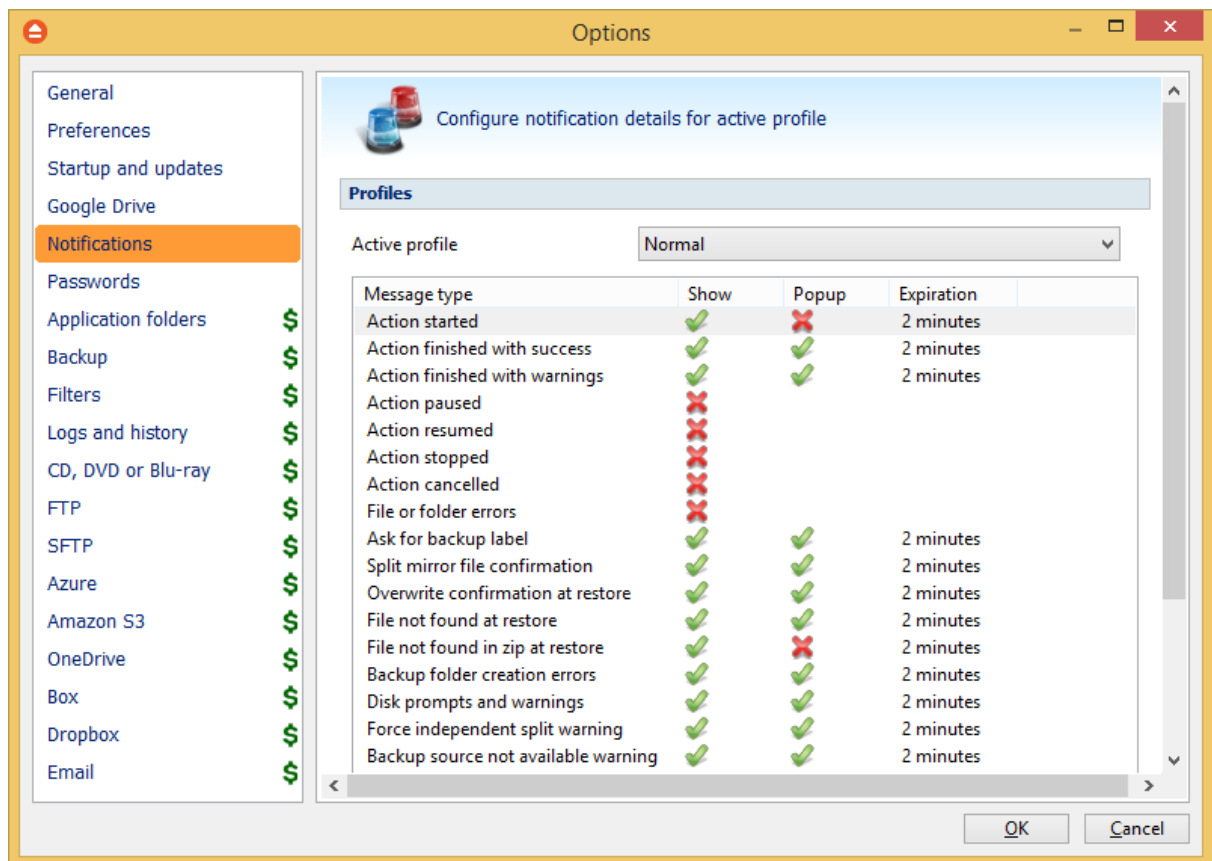 Options
General
Preferences
Startup and updates
Google Drive
Notifications
Passwords
Application folders $
Backup $
Filters $
Logs and history $
CD, DVD or Blu-ray $
FTP $
SFTP $
Azure $
Amazon S3 $
OneDrive $
Box $
Dropbox $
Email $
Configure notification details for active profile
Profiles
Active profile Normal
Message type Show Popup Expiration
Action started 2 minutes
Action finished with success 2 minutes
Action finished with warnings 2 minutes
Action paused
Action resumed
Action stopped
Action cancelled
File or folder errors
Ask for backup label 2 minutes
Split mirror file confirmation 2 minutes
Overwrite confirmation at restore 2 minutes
File not found at restore 2 minutes
File not found in zip at restore 2 minutes
Backup folder creation errors 2 minutes
Disk prompts and warnings 2 minutes
Force independent split warning 2 minutes
Backup source not available warning 2 minutes
OK Cancel